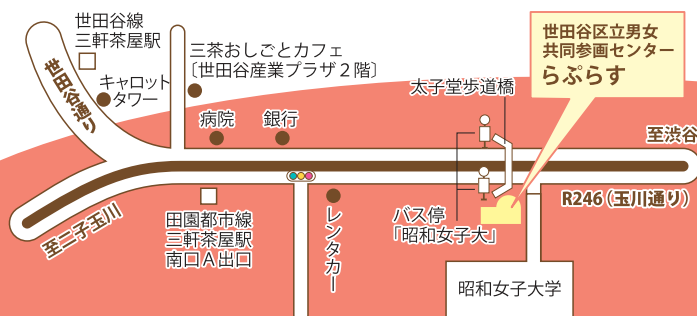 世田谷線
三軒茶屋駅
世田谷通り
キャロット
タワー
三茶おしごとカフェ
〔世田谷産業プラザ２階〕
病院
銀行
太子堂歩道橋
世田谷区立男女
共同参画センター
らぷらす
至渋谷
R246（玉川通り）
至二子玉川
田園都市線
三軒茶屋駅
南口Ａ出口
レンタカー
バス停
「昭和女子大」
昭和女子大学